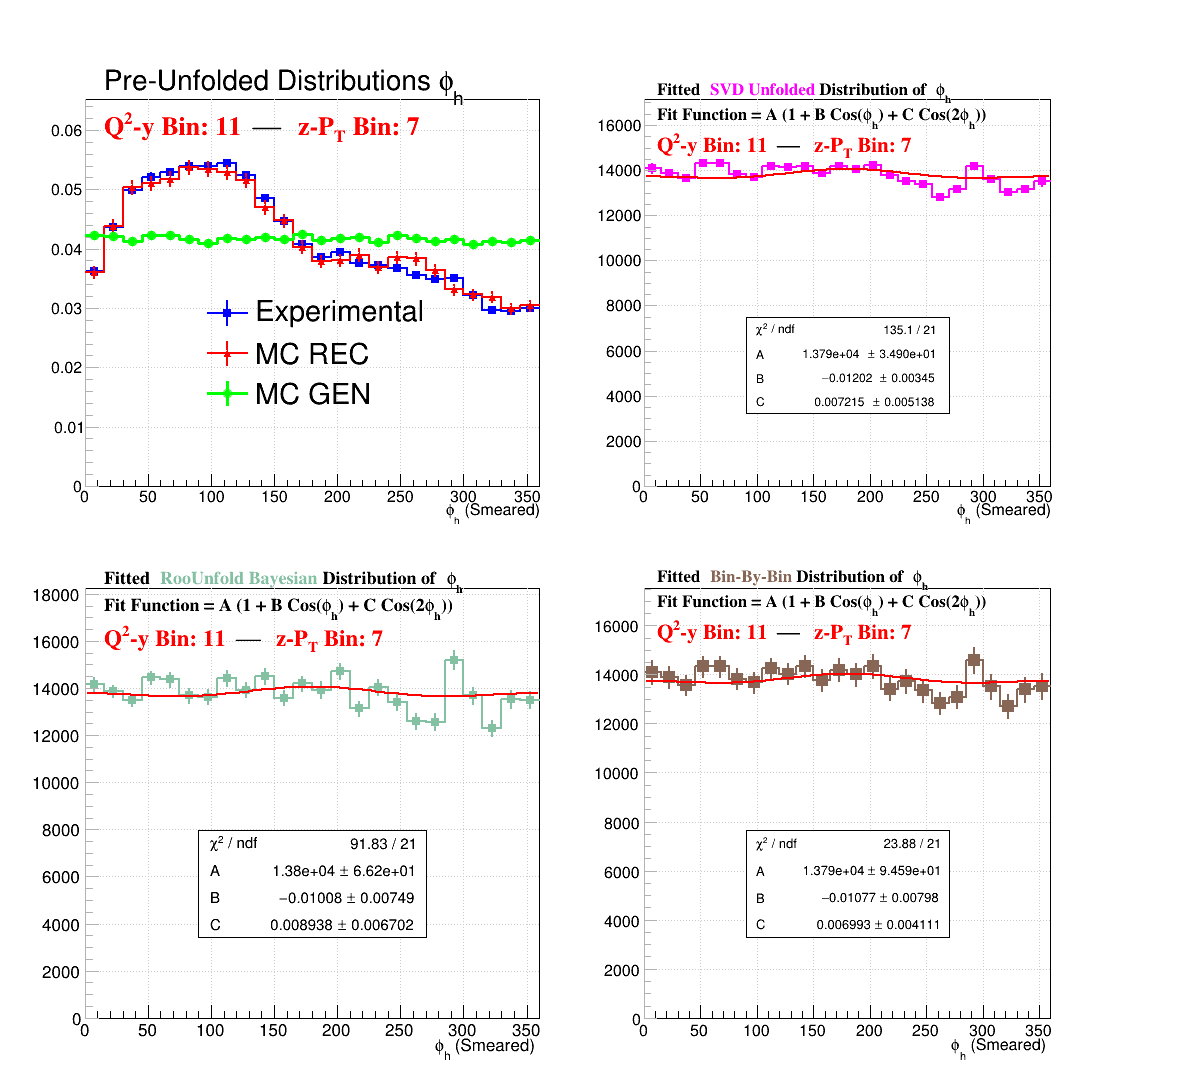 Pre-Unfolded Distributions ϕh
Q2-y Bin: 11 — z-PT Bin: 7
0.06
0.05
0.04
0.03
0.02
0.01
0
Experimental
MC REC
MC GEN
0 50 100 150 200 250 300 350
ϕh (Smeared)
Fitted SVD Unfolded Distribution of ϕh
Fit Function = A (1 + B Cos(ϕh) + C Cos(2ϕh))
Q2-y Bin: 11 — z-PT Bin: 7
16000
14000
12000
10000
8000
6000
4000
2000
0
χ2 / ndf 135.1 / 21
A 1.379e+04 ± 3.490e+01
B −0.01202 ± 0.00345
C 0.007215 ± 0.005138
0 50 100 150 200 250 300 350
ϕh (Smeared)
Fitted RooUnfold Bayesian Distribution of ϕh
Fit Function = A (1 + B Cos(ϕh) + C Cos(2ϕh))
Q2-y Bin: 11 — z-PT Bin: 7
18000
16000
14000
12000
10000
8000
6000
4000
2000
0
χ2 / ndf 91.83 / 21
A 1.38e+04 ± 6.62e+01
B −0.01008 ± 0.00749
C 0.008938 ± 0.006702
0 50 100 150 200 250 300 350
ϕh (Smeared)
Fitted Bin-By-Bin Distribution of ϕh
Fit Function = A (1 + B Cos(ϕh) + C Cos(2ϕh))
Q2-y Bin: 11 — z-PT Bin: 7
16000
14000
12000
10000
8000
6000
4000
2000
0
χ2 / ndf 23.88 / 21
A 1.379e+04 ± 9.459e+01
B −0.01077 ± 0.00798
C 0.006993 ± 0.004111
0 50 100 150 200 250 300 350
ϕh (Smeared)